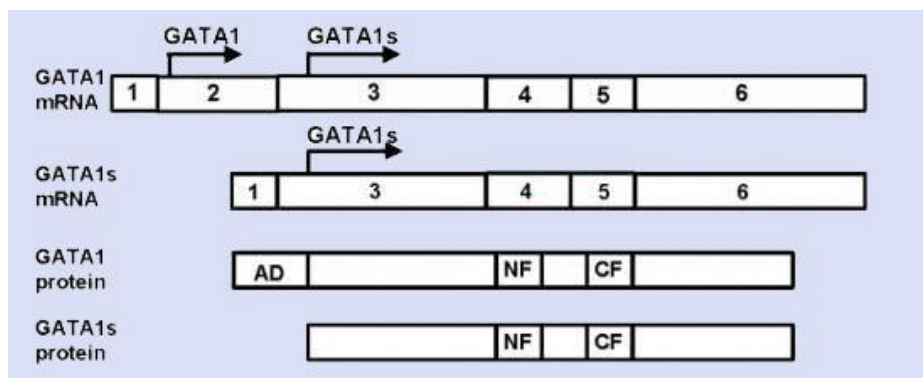 GATA1 GATA1s
GATA1 mRNA 1 2 3 4 5 6
GATA1s
GATA1s mRNA 1 3 4 5 6
GATA1 protein AD NF CF
GATA1s protein NF CF